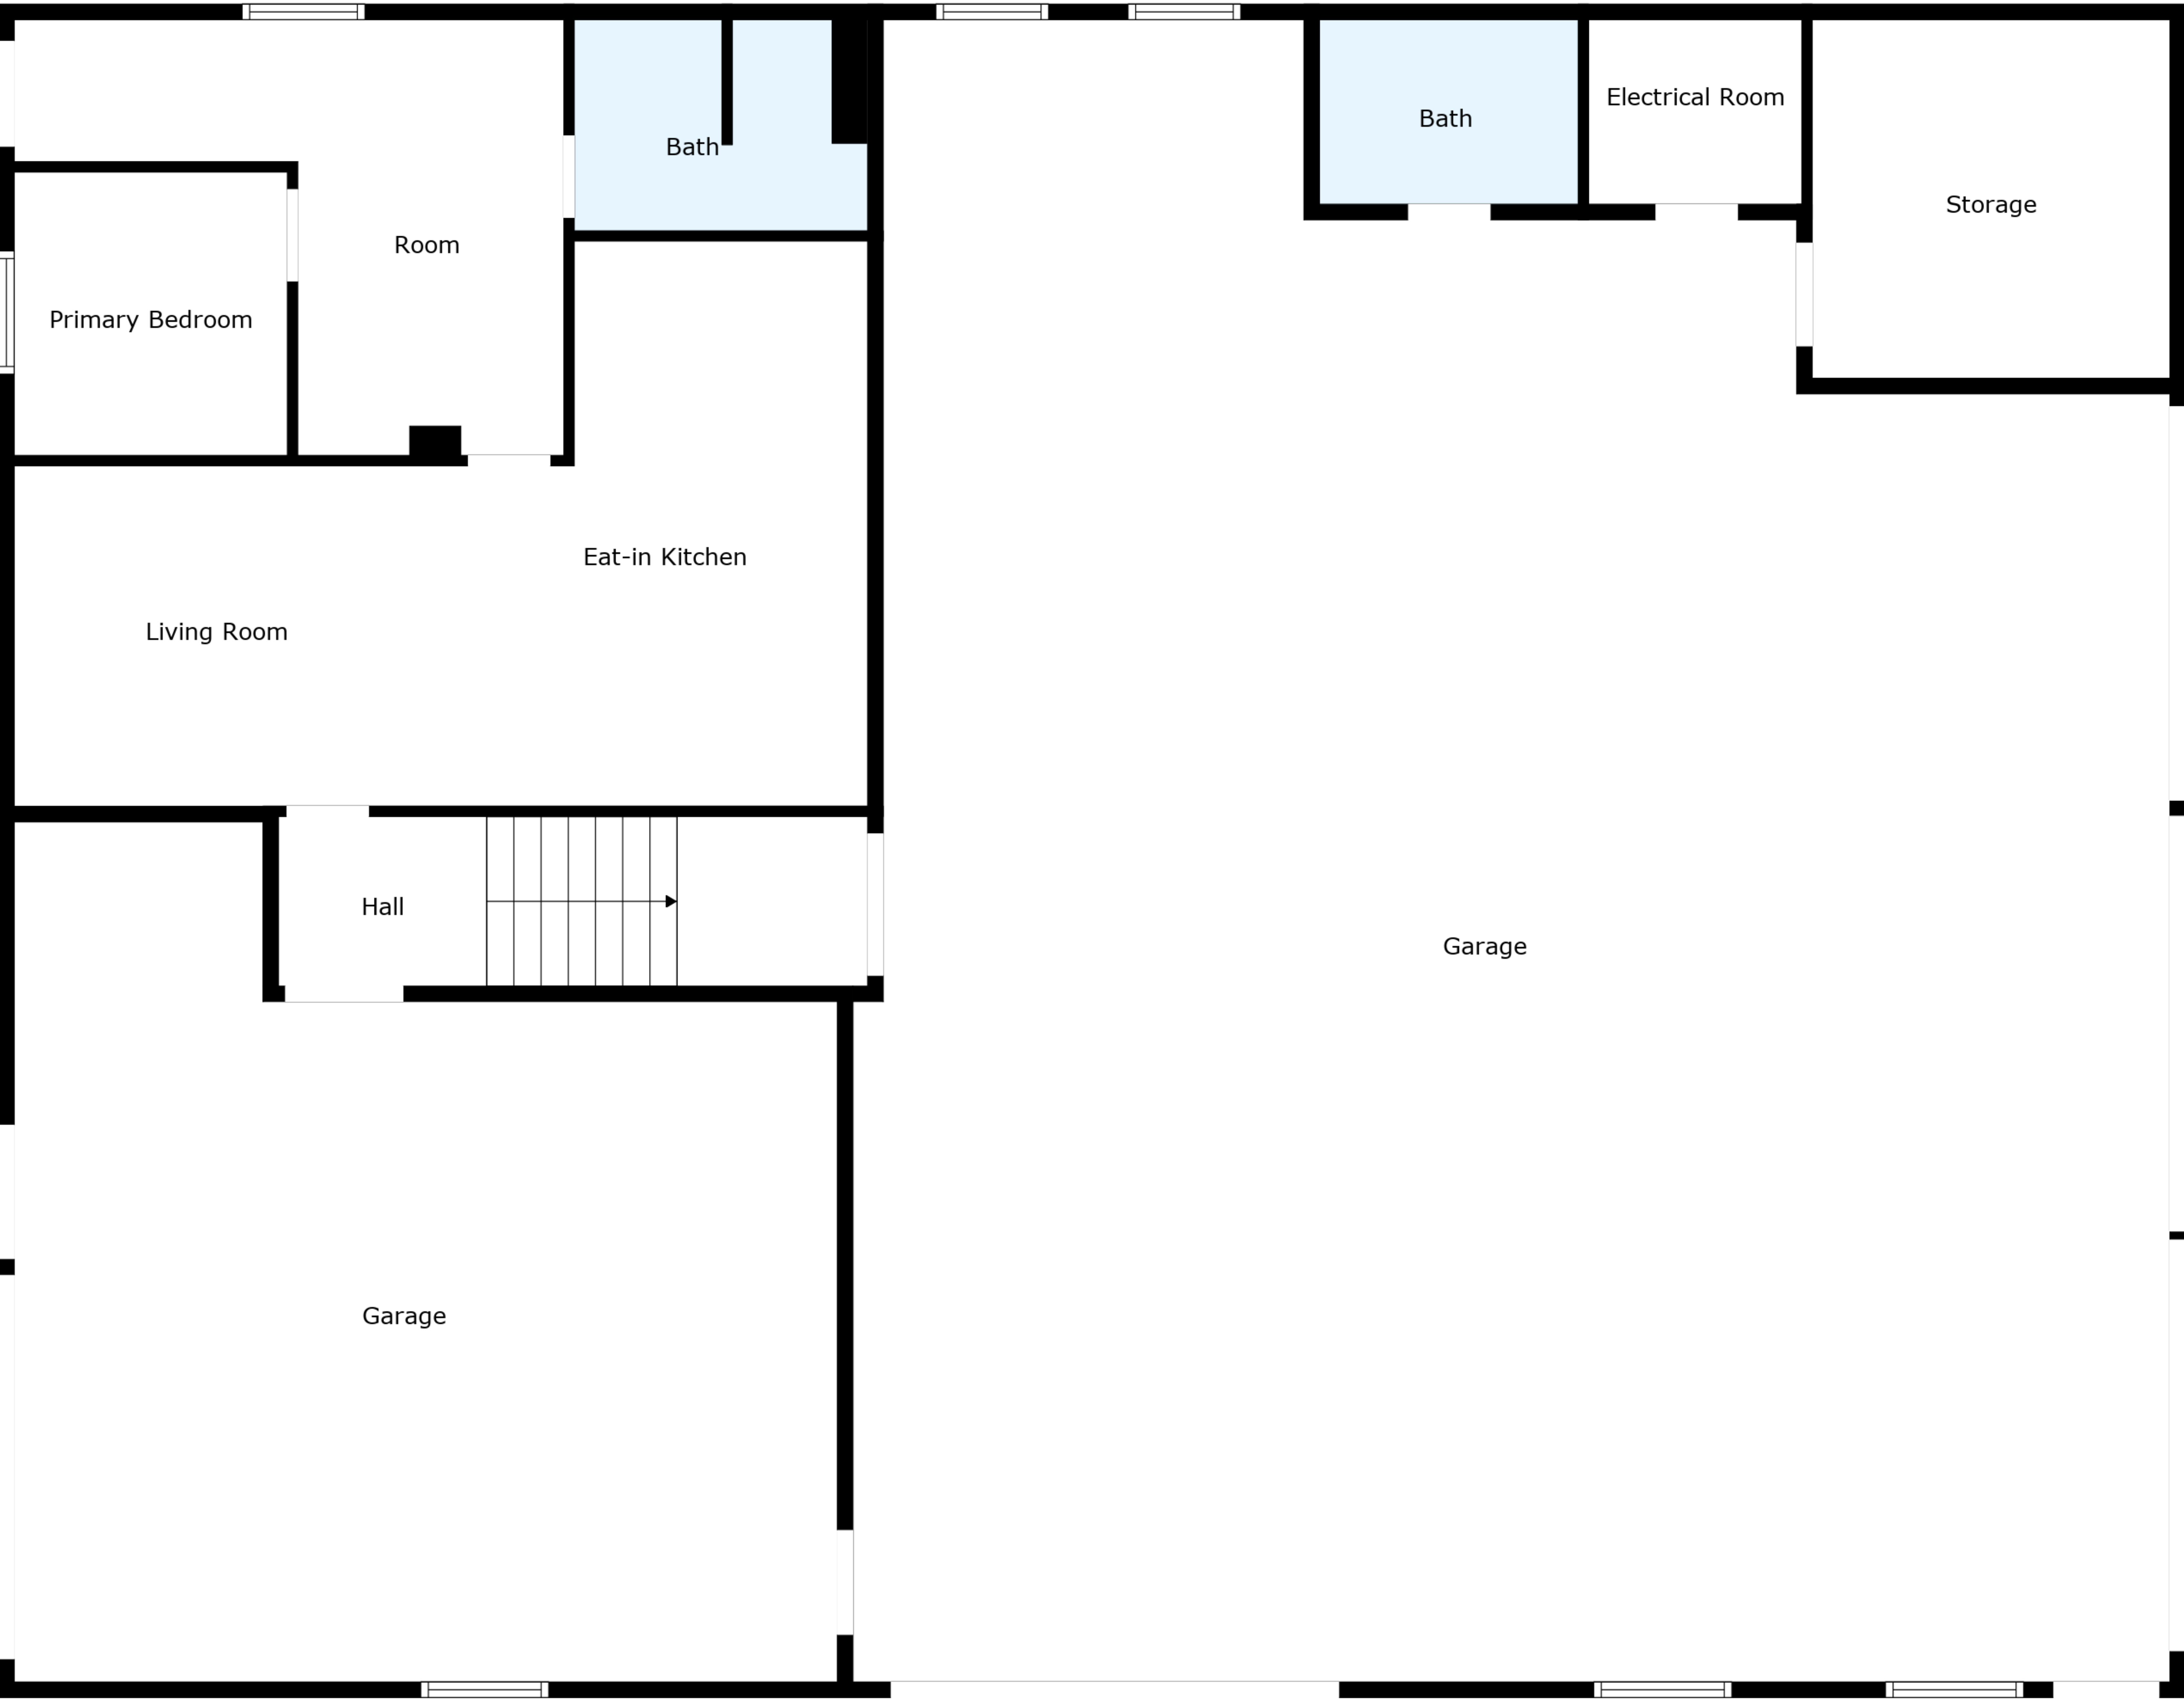 Electrical Room
Bath
Bath
Storage
Room
Primary Bedroom
Eat-in Kitchen
Living Room
Hall
Garage
Garage